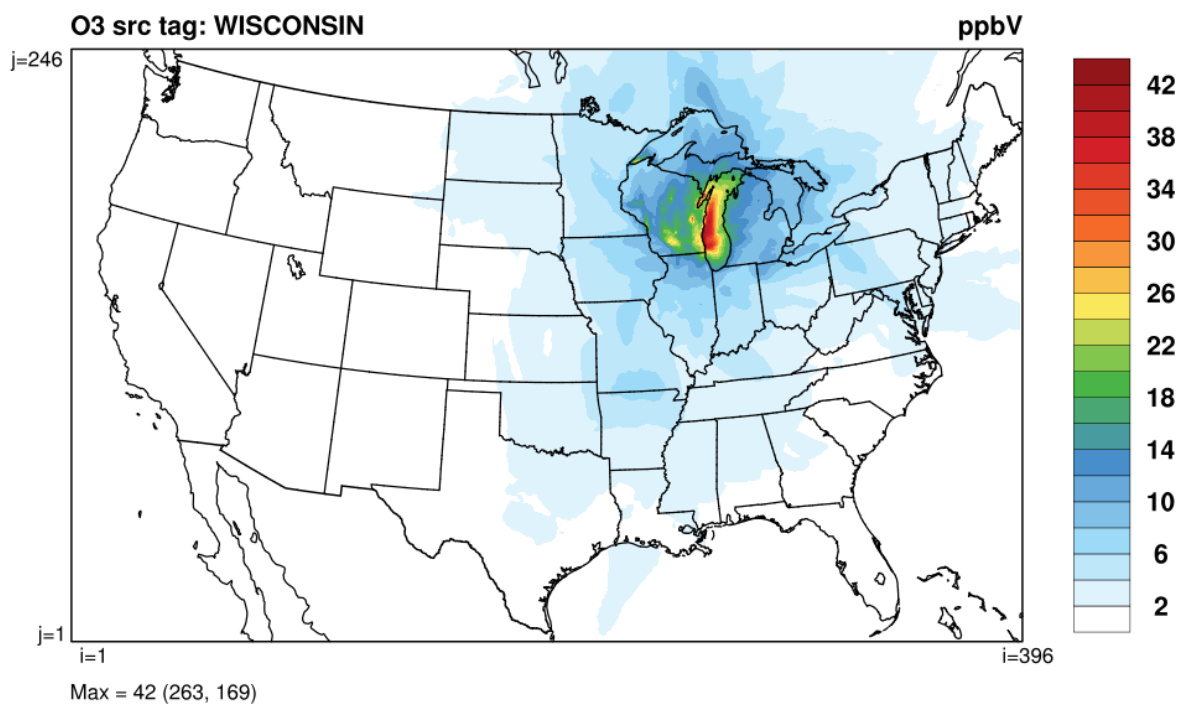 O3 src tag: WISCONSIN
ppbV
j=246
42
38
34
30
26
22
18
14
10
6
2
j=1
i=1
i=396
Max = 42 (263, 169)